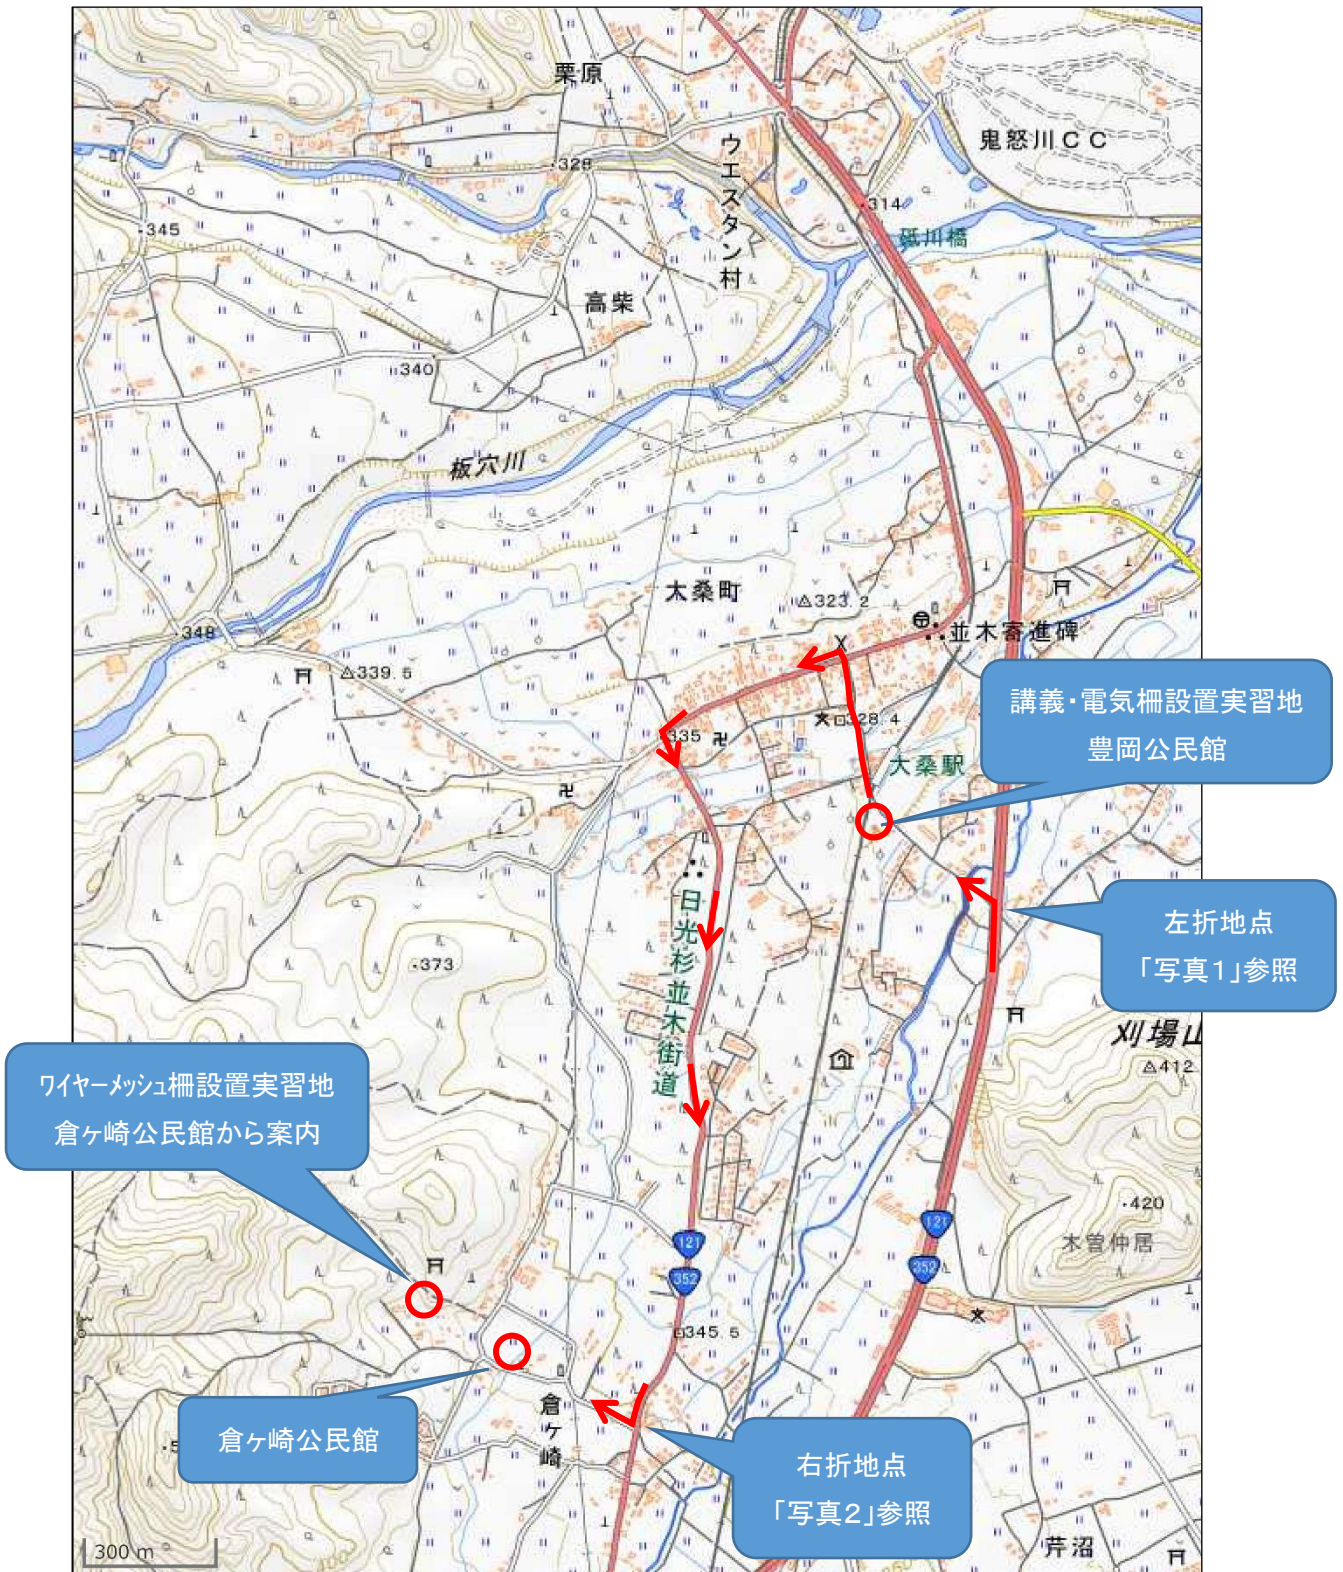 栗原
ウエスタン村
鬼怒川CC
・328
・314
・345
砥川橋
高柴
・340
板穴川
大桑町
△323.2
並木寄進碑
・348
△339.5
講義・電気柵設置実習地
豊岡公民館
328.4
335
大桑駅
日光杉並木街道
左折地点
「写真1」参照
・373
刈場山
△412.
ワイヤーメッシュ柵設置実習地
倉ヶ崎公民館から案内
・420
木曽仲居
121
352
121
352
345.5
倉ヶ崎公民館
倉ヶ崎
右折地点
「写真2」参照
芹沼
300 m